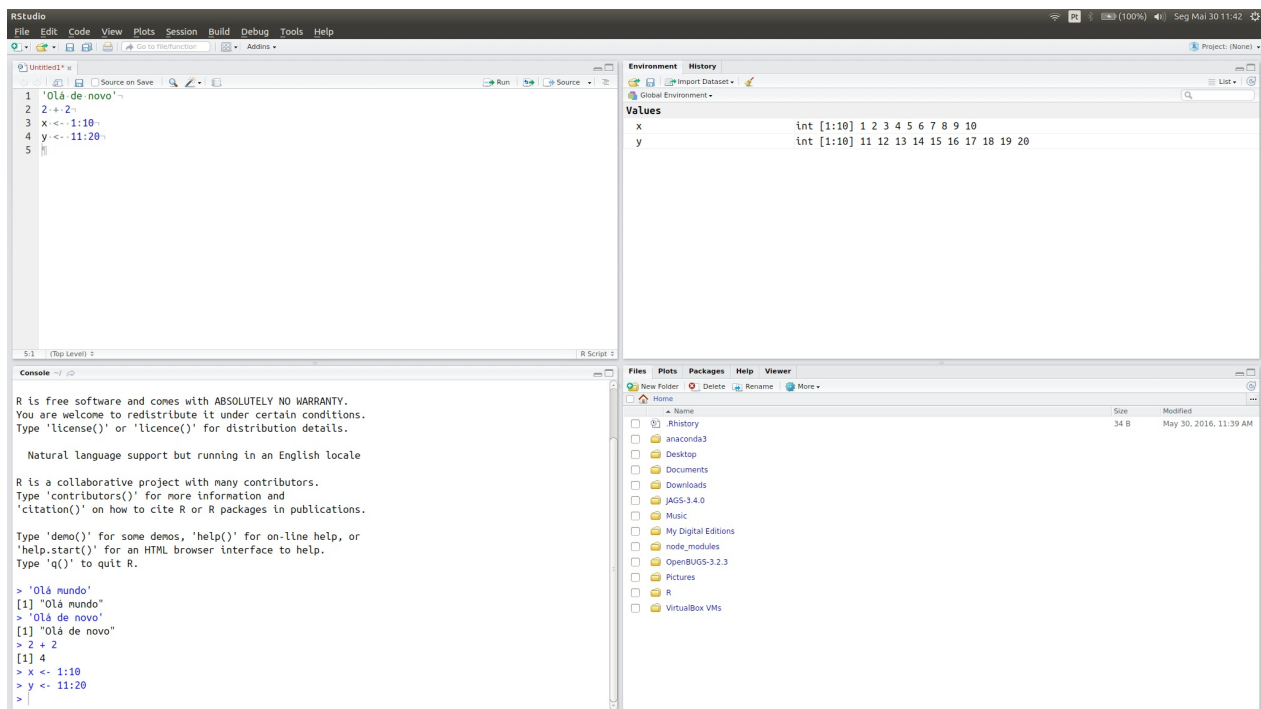 RStudio
Pt (100%) Seg Mai 30 11:42
File Edit Code View Plots Session Build Debug Tools Help
Go to file/function Addins
Project: (None)
Untitled1*
Source on Save Run Source
1 'Olá de novo'
2 2 + 2
3 x <- 1:10
4 y <- 11:20
5
5:1 (Top Level) R Script
Environment History
Import Dataset List
Global Environment
Values
x int [1:10] 1 2 3 4 5 6 7 8 9 10
y int [1:10] 11 12 13 14 15 16 17 18 19 20
Console ~/
R is free software and comes with ABSOLUTELY NO WARRANTY.
You are welcome to redistribute it under certain conditions.
Type 'license()' or 'licence()' for distribution details.
Natural language support but running in an English locale
R is a collaborative project with many contributors.
Type 'contributors()' for more information and
'citation()' on how to cite R or R packages in publications.
Type 'demo()' for some demos, 'help()' for on-line help, or
'help.start()' for an HTML browser interface to help.
Type 'q()' to quit R.
> 'Olá mundo'
[1] "Olá mundo"
> 'Olá de novo'
[1] "Olá de novo"
> 2 + 2
[1] 4
> x <- 1:10
> y <- 11:20
>
Files Plots Packages Help Viewer
New Folder Delete Rename More
Home
Name Size Modified
.Rhistory 34 B May 30, 2016, 11:39 AM
anaconda3
Desktop
Documents
Downloads
JAGS-3.4.0
Music
My Digital Editions
node_modules
OpenBUGS-3.2.3
Pictures
R
VirtualBox VMs